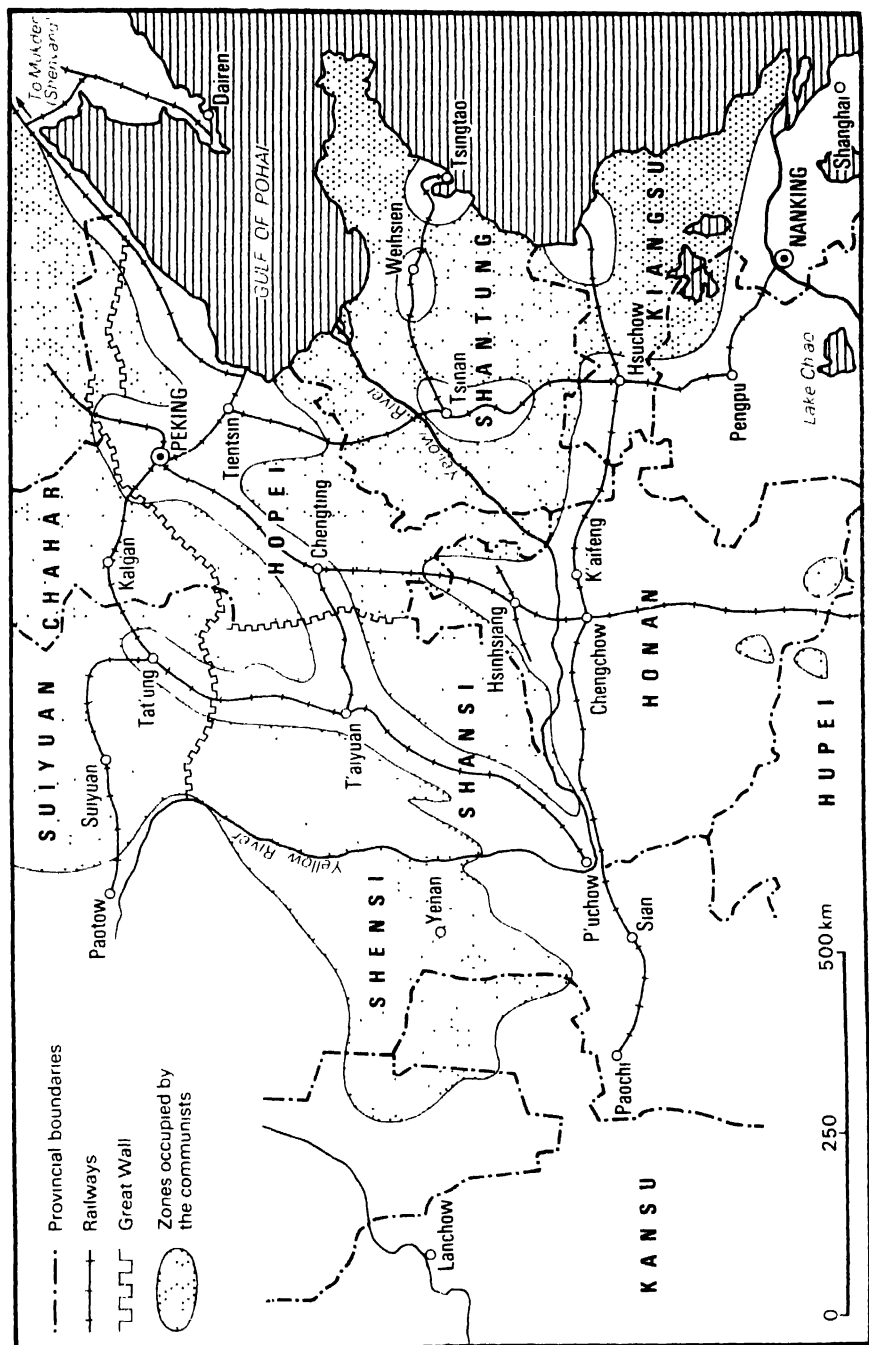 Provincial boundaries
Railways
Great Wall
Zones occupied by
the communists
0
250
500 km
SUIYUAN
CHAHAR
HOPEI
SHANSI
SHENSI
KANSU
HONAN
HUPEI
SHANTUNG
KIANGSU
GULF OF POHAI
To Mukden
Dairen
Paotow
Suiyuan
Tat'ung
Kalgan
PEKING
Tientsin
Chengting
T'aiyuan
Yellow River
Yellow River
Yenan
Lanchow
Paochi
Sian
P'uchow
Hsinhsiang
Chengchow
K'aifeng
Hsuchow
Tsinan
Weihsien
Tsingtao
Pengpu
Lake Ch'ao
NANKING
Shanghai